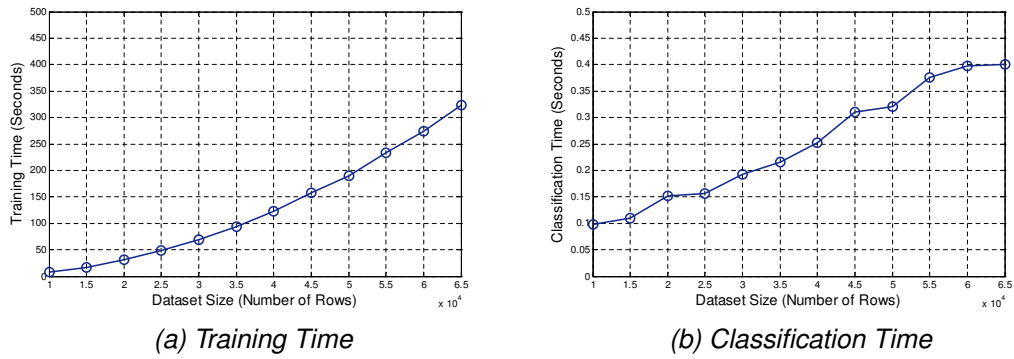 500
450
400
350
300
250
200
150
100
50
0
Training Time (Seconds)
1 1.5 2 2.5 3 3.5 4 4.5 5 5.5 6 6.5
Dataset Size (Number of Rows)
x 10^4
(a) Training Time
0.5
0.45
0.4
0.35
0.3
0.25
0.2
0.15
0.1
0.05
0
Classification Time (Seconds)
1 1.5 2 2.5 3 3.5 4 4.5 5 5.5 6 6.5
Dataset Size (Number of Rows)
x 10^4
(b) Classification Time